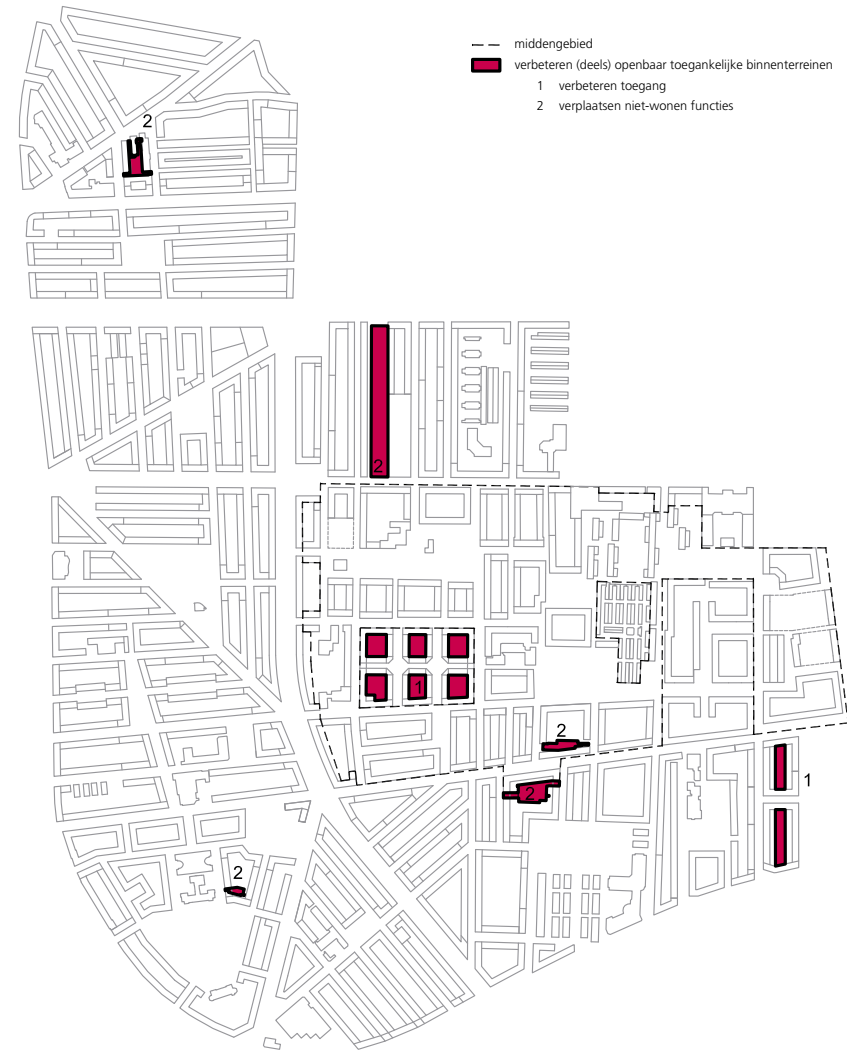 middengebied
verbeteren (deels) openbaar toegankelijke binnenterreinen
1 verbeteren toegang
2 verplaatsen niet-wonen functies
2
2
1
2
2
1
2